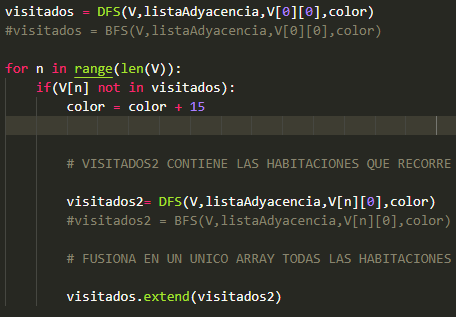 visitados = DFS(V,listaAdyacencia,V[0][0],color)
#visitados = BFS(V,listaAdyacencia,V[0][0],color)
for n in range(len(V)):
if(V[n] not in visitados):
color = color + 15
# VISITADOS2 CONTIENE LAS HABITACIONES QUE RECORRE
visitados2= DFS(V,listaAdyacencia,V[n][0],color)
#visitados2 = BFS(V,listaAdyacencia,V[n][0],color)
# FUSIONA EN UN UNICO ARRAY TODAS LAS HABITACIONES
visitados.extend(visitados2)